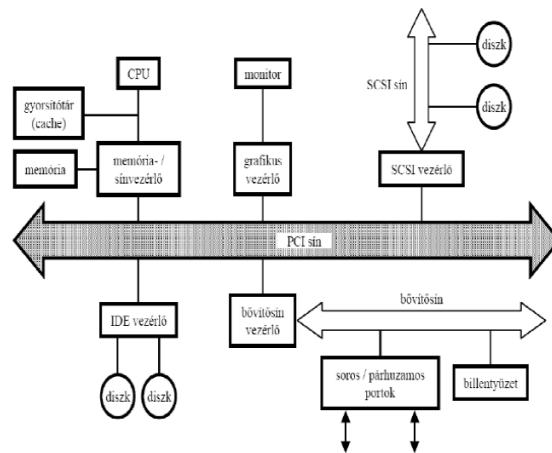 CPU
monitor
SCSI sín
diszk
diszk
gyorsítótár
(cache)
memória
memória- /
sínvezérlő
grafikus
vezérlő
SCSI vezérlő
PCI sín
IDE vezérlő
bővítősín
vezérlő
bővítősín
diszk
diszk
soros / párhuzamos
portok
billentyűzet